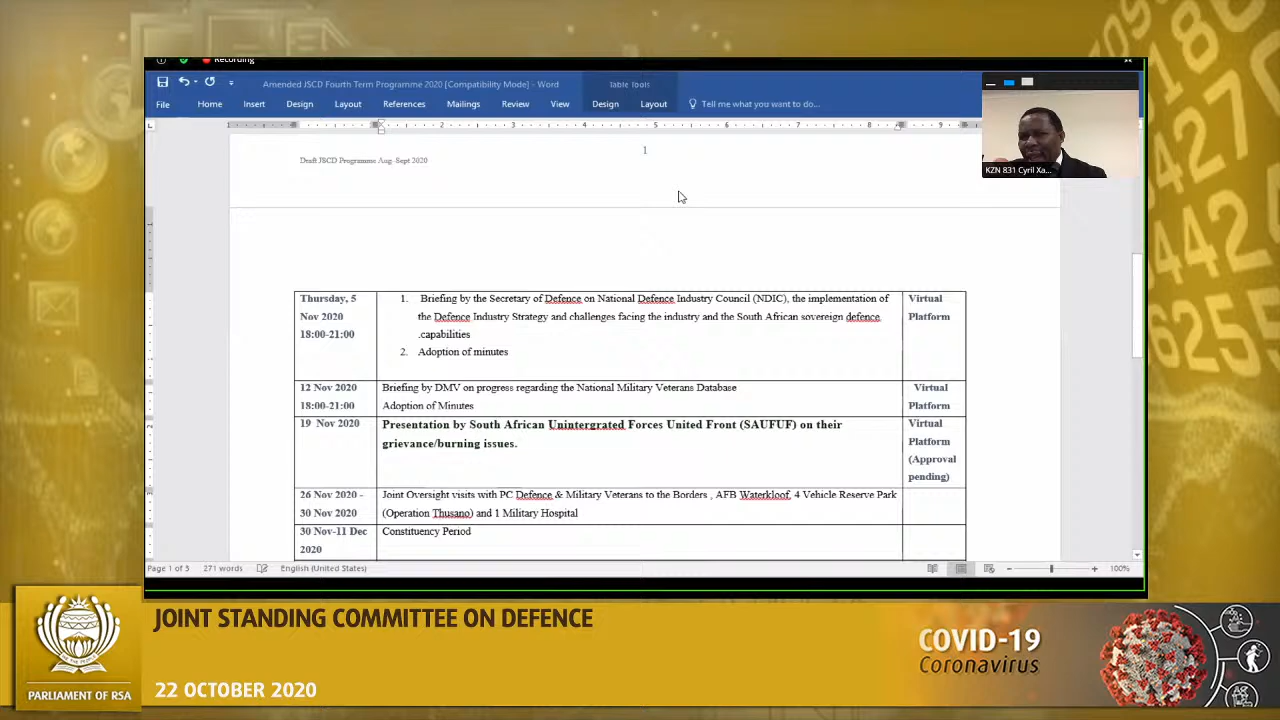 Recording
Amended JSCD Fourth Term Programme 2020 [Compatibility Mode] - Word
Table Tools
File Home Insert Design Layout References Mailings Review View Design Layout Tell me what you want to do...
1 2 3 4 5 6 7 8 9
KZN 831 Cyril Xa...
1
Draft JSCD Programme Aug -Sept 2020
Thursday, 5
Nov 2020
18:00-21:00
1. Briefing by the Secretary of Defence on National Defence Industry Council (NDIC), the implementation of
the Defence Industry Strategy and challenges facing the industry and the South African sovereign defence
.capabilities
2. Adoption of minutes
Virtual
Platform
12 Nov 2020
18:00-21:00
Briefing by DMV on progress regarding the National Military Veterans Database
Adoption of Minutes
Virtual
Platform
19 Nov 2020
Presentation by South African Unintergrated Forces United Front (SAUFUF) on their
grievance/burning issues.
Virtual
Platform
(Approval
pending)
26 Nov 2020 -
30 Nov 2020
Joint Oversight visits with PC Defence & Military Veterans to the Borders , AFB Waterkloof, 4 Vehicle Reserve Park
(Operation Thusano) and 1 Military Hospital
30 Nov-11 Dec
2020
Constituency Period
Page 1 of 3 271 words English (United States) 100%
JOINT STANDING COMMITTEE ON DEFENCE
22 OCTOBER 2020
PARLIAMENT OF RSA
COVID-19
Coronavirus